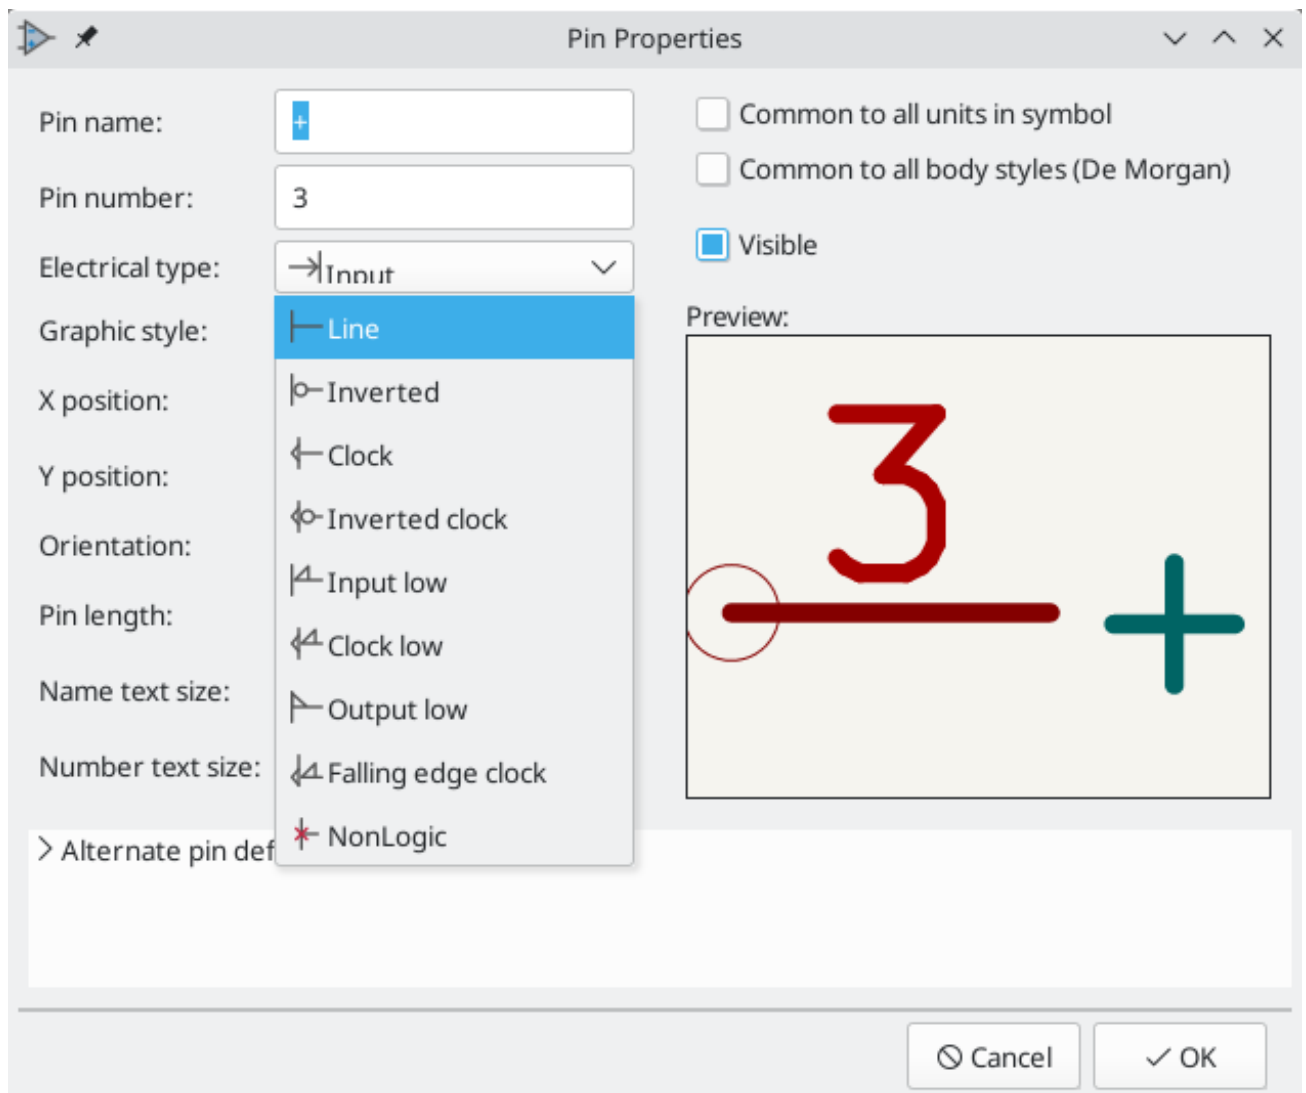 Pin Properties
Pin name:
+
Common to all units in symbol
Common to all body styles (De Morgan)
Pin number:
3
Visible
Electrical type:
Input
Preview:
Graphic style:
Line
Inverted
X position:
Clock
Y position:
Inverted clock
Orientation:
Input low
Pin length:
Clock low
Name text size:
Output low
Number text size:
Falling edge clock
NonLogic
3
+
Alternate pin def
Cancel
OK